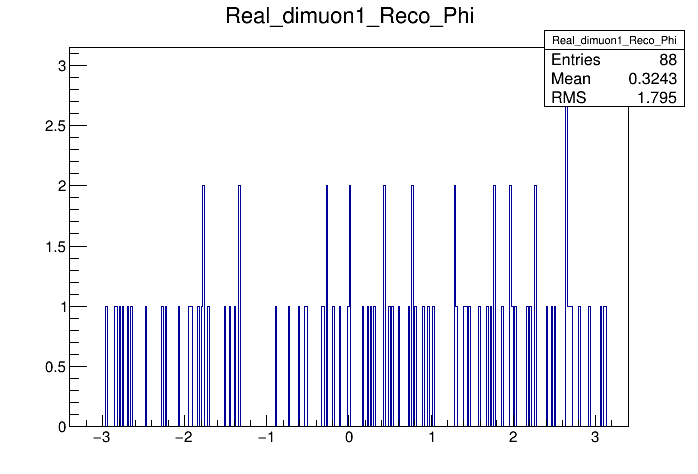 Real_dimuon1_Reco_Phi
Real_dimuon1_Reco_Phi
Entries 88
Mean 0.3243
RMS 1.795
3
2.5
2
1.5
1
0.5
0
−3 −2 −1 0 1 2 3